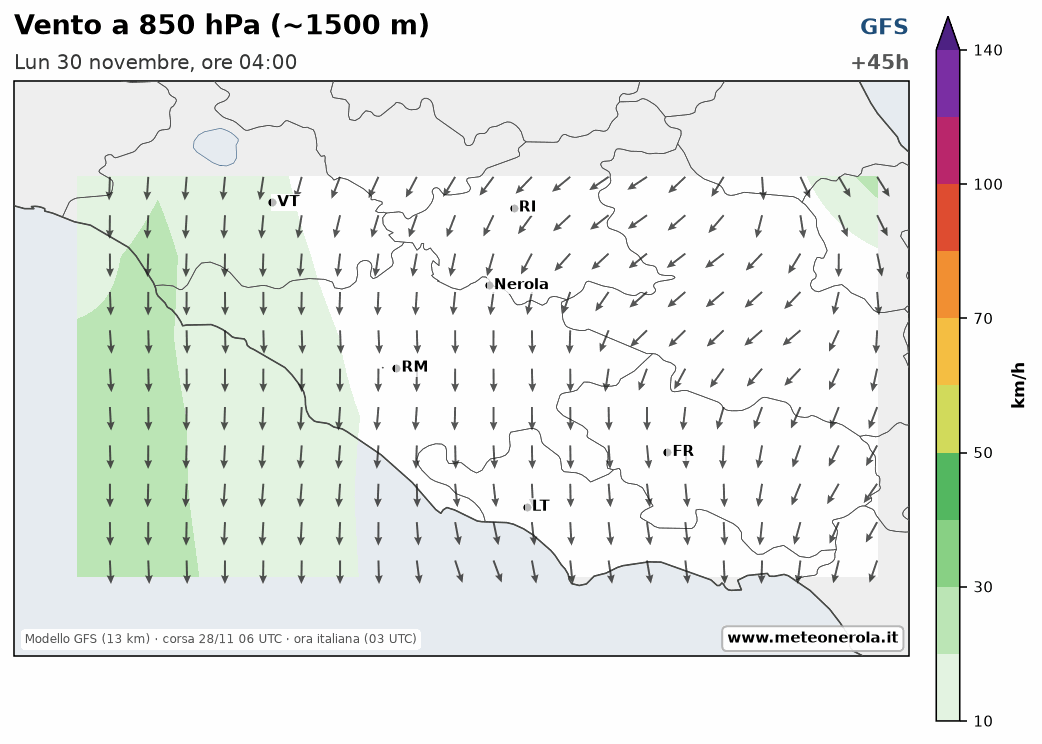 Vento a 850 hPa (~1500 m)
GFS
Lun 30 novembre, ore 04:00
+45h
VT
RI
Nerola
RM
FR
LT
Modello GFS (13 km) · corsa 28/11 06 UTC · ora italiana (03 UTC)
www.meteonerola.it
140
100
70
50
30
10
km/h